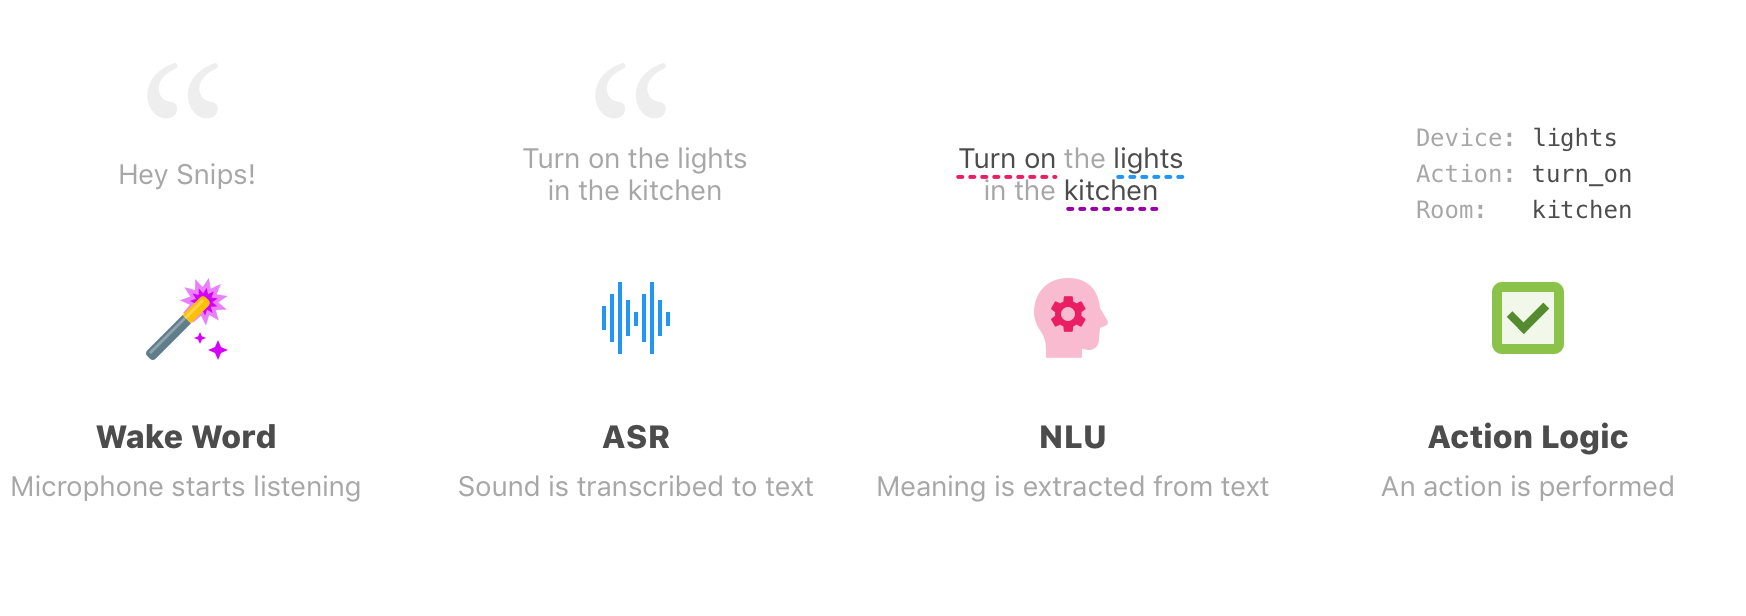 “
Hey Snips!
Wake Word
Microphone starts listening
“
Turn on the lights
in the kitchen
ASR
Sound is transcribed to text
Turn on the lights
in the kitchen
NLU
Meaning is extracted from text
Device: lights
Action: turn_on
Room: kitchen
Action Logic
An action is performed